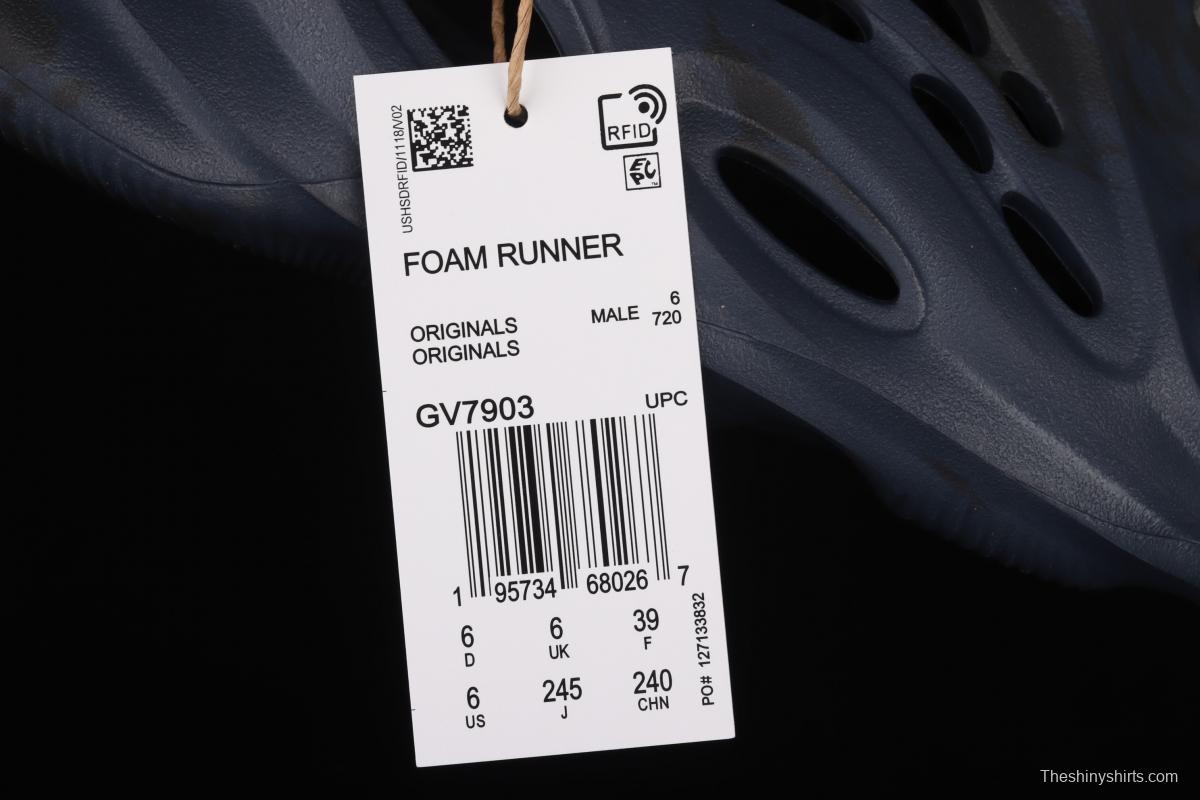 USHSDRFID/1118/V02
RFID
EPC
TM
FOAM RUNNER
6
MALE 720
ORIGINALS
ORIGINALS
GV7903
UPC
1 95734 68026 7
6 6 39
D UK F
6 245 240
US J CHN
PO# 127133832
Theshinyshirts.com